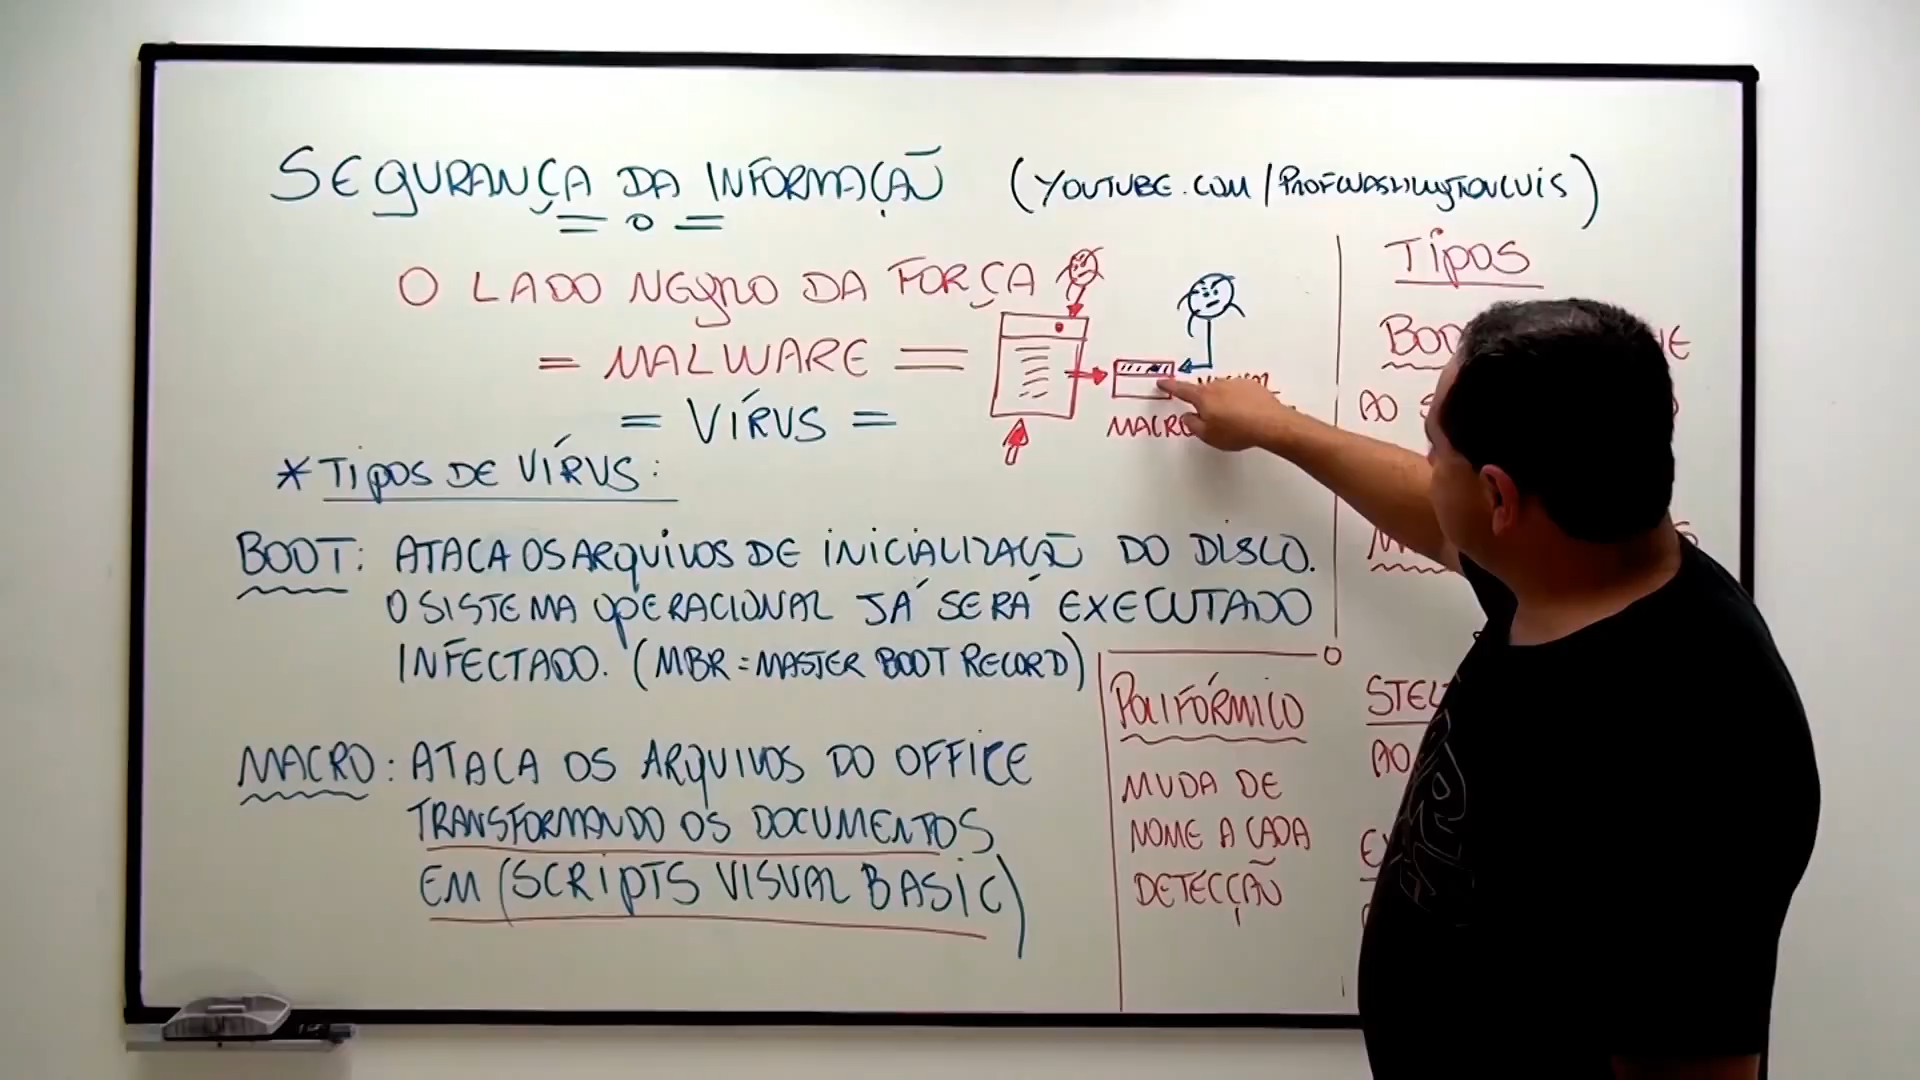 SEGURANÇA DA INFORMAÇÃO (YOUTUBE.COM/PROFWASHINGTONLUIS)
O LADO NEGRO DA FORÇA
= MALWARE =
= VÍRUS =
MACRO
* TIPOS DE VÍRUS:
BOOT: ATACA OS ARQUIVOS DE INICIALIZAÇÃO DO DISCO.
O SISTEMA OPERACIONAL JÁ SERÁ EXECUTADO
INFECTADO. (MBR = MASTER BOOT RECORD)
MACRO: ATACA OS ARQUIVOS DO OFFICE
TRANSFORMANDO OS DOCUMENTOS
EM (SCRIPTS VISUAL BASIC)
POLIFÓRMICO
MUDA DE
NOME A CADA
DETECÇÃO
TIPOS
AO
AO